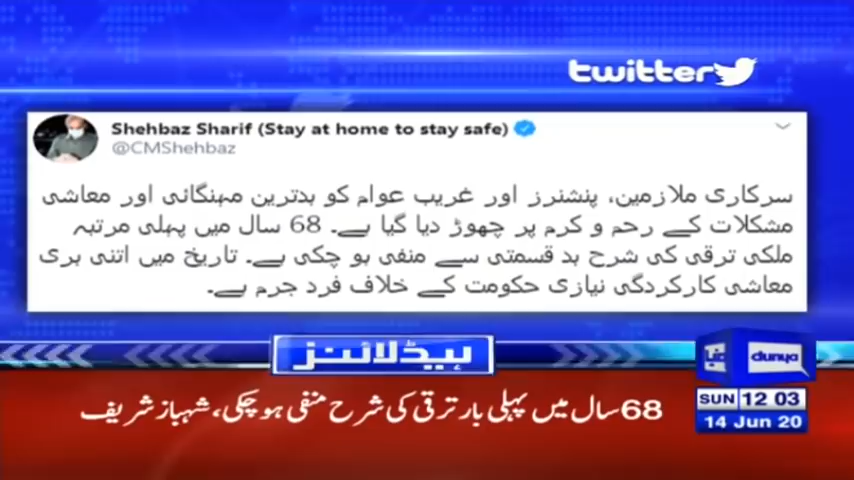 twitter
Shehbaz Sharif (Stay at home to stay safe)
@CMShehbaz
سرکاری ملازمین، پنشنرز اور غریب عوام کو بدترین مہنگائی اور معاشی
مشکلات کے رحم و کرم پر چھوڑ دیا گیا ہے۔ 68 سال میں پہلی مرتبہ
ملکی ترقی کی شرح بد قسمتی سے منفی ہو چکی ہے۔ تاریخ میں اتنی بری
معاشی کارکردگی نیازی حکومت کے خلاف فرد جرم ہے۔
ہیڈلائنز
دنیا dunya
68 سال میں پہلی بار ترقی کی شرح منفی ہوچکی، شہباز شریف
SUN 12 03
14 Jun 20